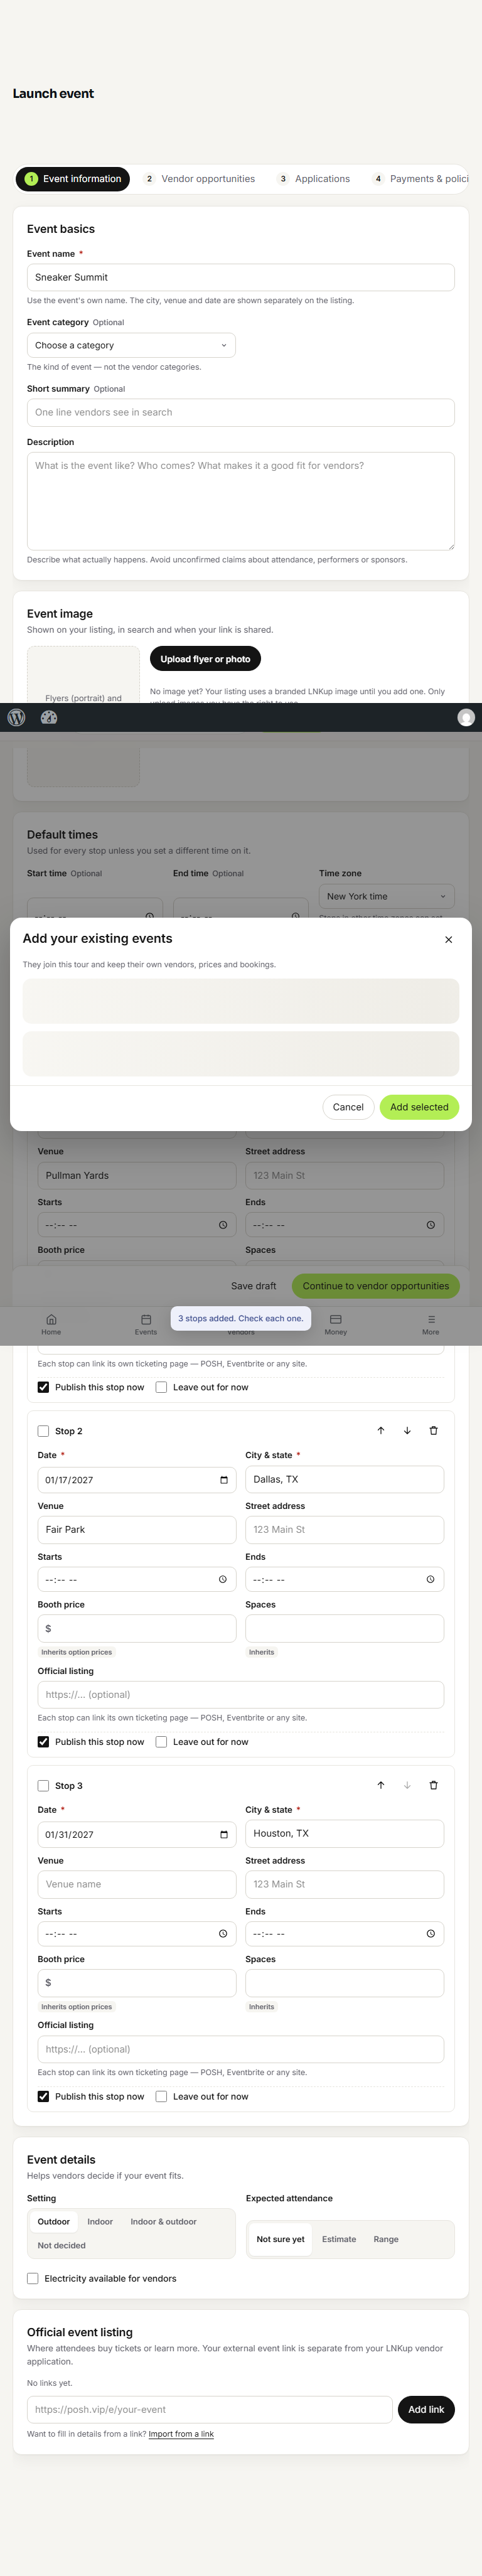 Launch event
1 Event information
2 Vendor opportunities
3 Applications
4 Payments & polici
Event basics
Event name *
Sneaker Summit
Use the event's own name. The city, venue and date are shown separately on the listing.
Event category Optional
Choose a category
The kind of event — not the vendor categories.
Short summary Optional
One line vendors see in search
Description
What is the event like? Who comes? What makes it a good fit for vendors?
Describe what actually happens. Avoid unconfirmed claims about attendance, performers or sponsors.
Event image
Shown on your listing, in search and when your link is shared.
Upload flyer or photo
Flyers (portrait) and
No image yet? Your listing uses a branded LNKup image until you add one. Only
Default times
Used for every stop unless you set a different time on it.
Start time Optional
End time Optional
Time zone
New York time
Add your existing events
They join this tour and keep their own vendors, prices and bookings.
Cancel
Add selected
Venue
Street address
Pullman Yards
123 Main St
Starts
Ends
--:-- --
--:-- --
Booth price
Spaces
Save draft
Continue to vendor opportunities
3 stops added. Check each one.
Home
Events
Vendors
Money
More
Each stop can link its own ticketing page — POSH, Eventbrite or any site.
Publish this stop now
Leave out for now
Stop 2
Date *
City & state *
01/17/2027
Dallas, TX
Venue
Street address
Fair Park
123 Main St
Starts
Ends
--:-- --
--:-- --
Booth price
Spaces
$
Inherits option prices
Inherits
Official listing
https://... (optional)
Each stop can link its own ticketing page — POSH, Eventbrite or any site.
Publish this stop now
Leave out for now
Stop 3
Date *
City & state *
01/31/2027
Houston, TX
Venue
Street address
Venue name
123 Main St
Starts
Ends
--:-- --
--:-- --
Booth price
Spaces
$
Inherits option prices
Inherits
Official listing
https://... (optional)
Each stop can link its own ticketing page — POSH, Eventbrite or any site.
Publish this stop now
Leave out for now
Event details
Helps vendors decide if your event fits.
Setting
Expected attendance
Outdoor
Indoor
Indoor & outdoor
Not decided
Not sure yet
Estimate
Range
Electricity available for vendors
Official event listing
Where attendees buy tickets or learn more. Your external event link is separate from your LNKup vendor
application.
No links yet.
https://posh.vip/e/your-event
Add link
Want to fill in details from a link? Import from a link